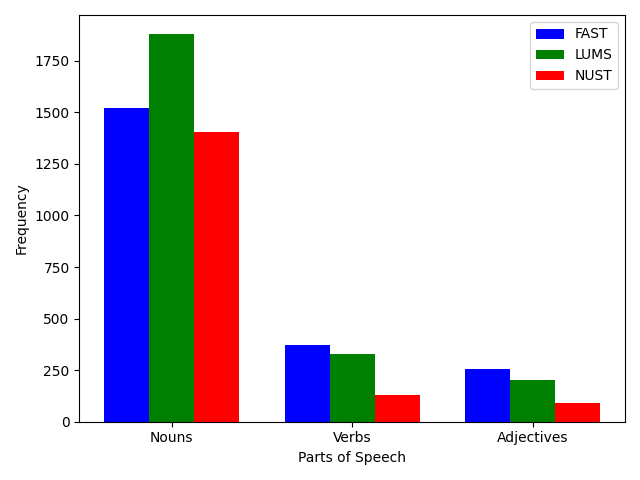 FAST
LUMS
NUST
1750
1500
1250
1000
750
500
250
0
Frequency
Nouns
Verbs
Adjectives
Parts of Speech